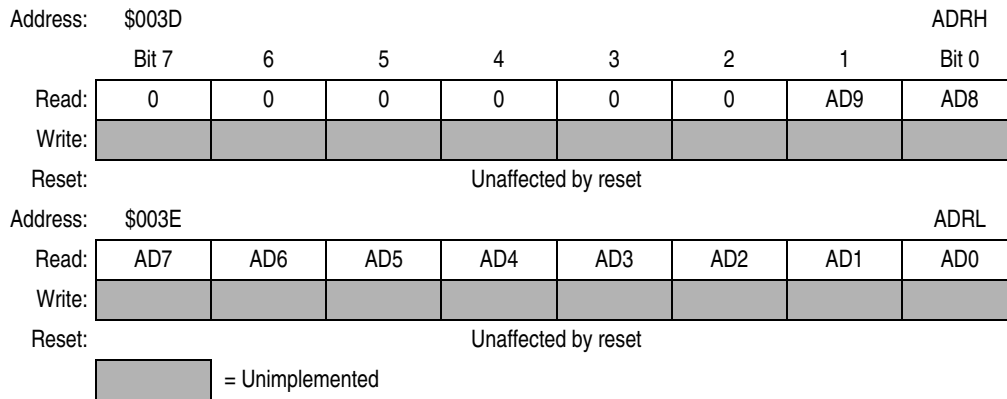 Address: $003D ADRH
Bit 7 6 5 4 3 2 1 Bit 0
Read: 0 0 0 0 0 0 AD9 AD8
Write:
Reset: Unaffected by reset
Address: $003E ADRL
Read: AD7 AD6 AD5 AD4 AD3 AD2 AD1 AD0
Write:
Reset: Unaffected by reset
= Unimplemented